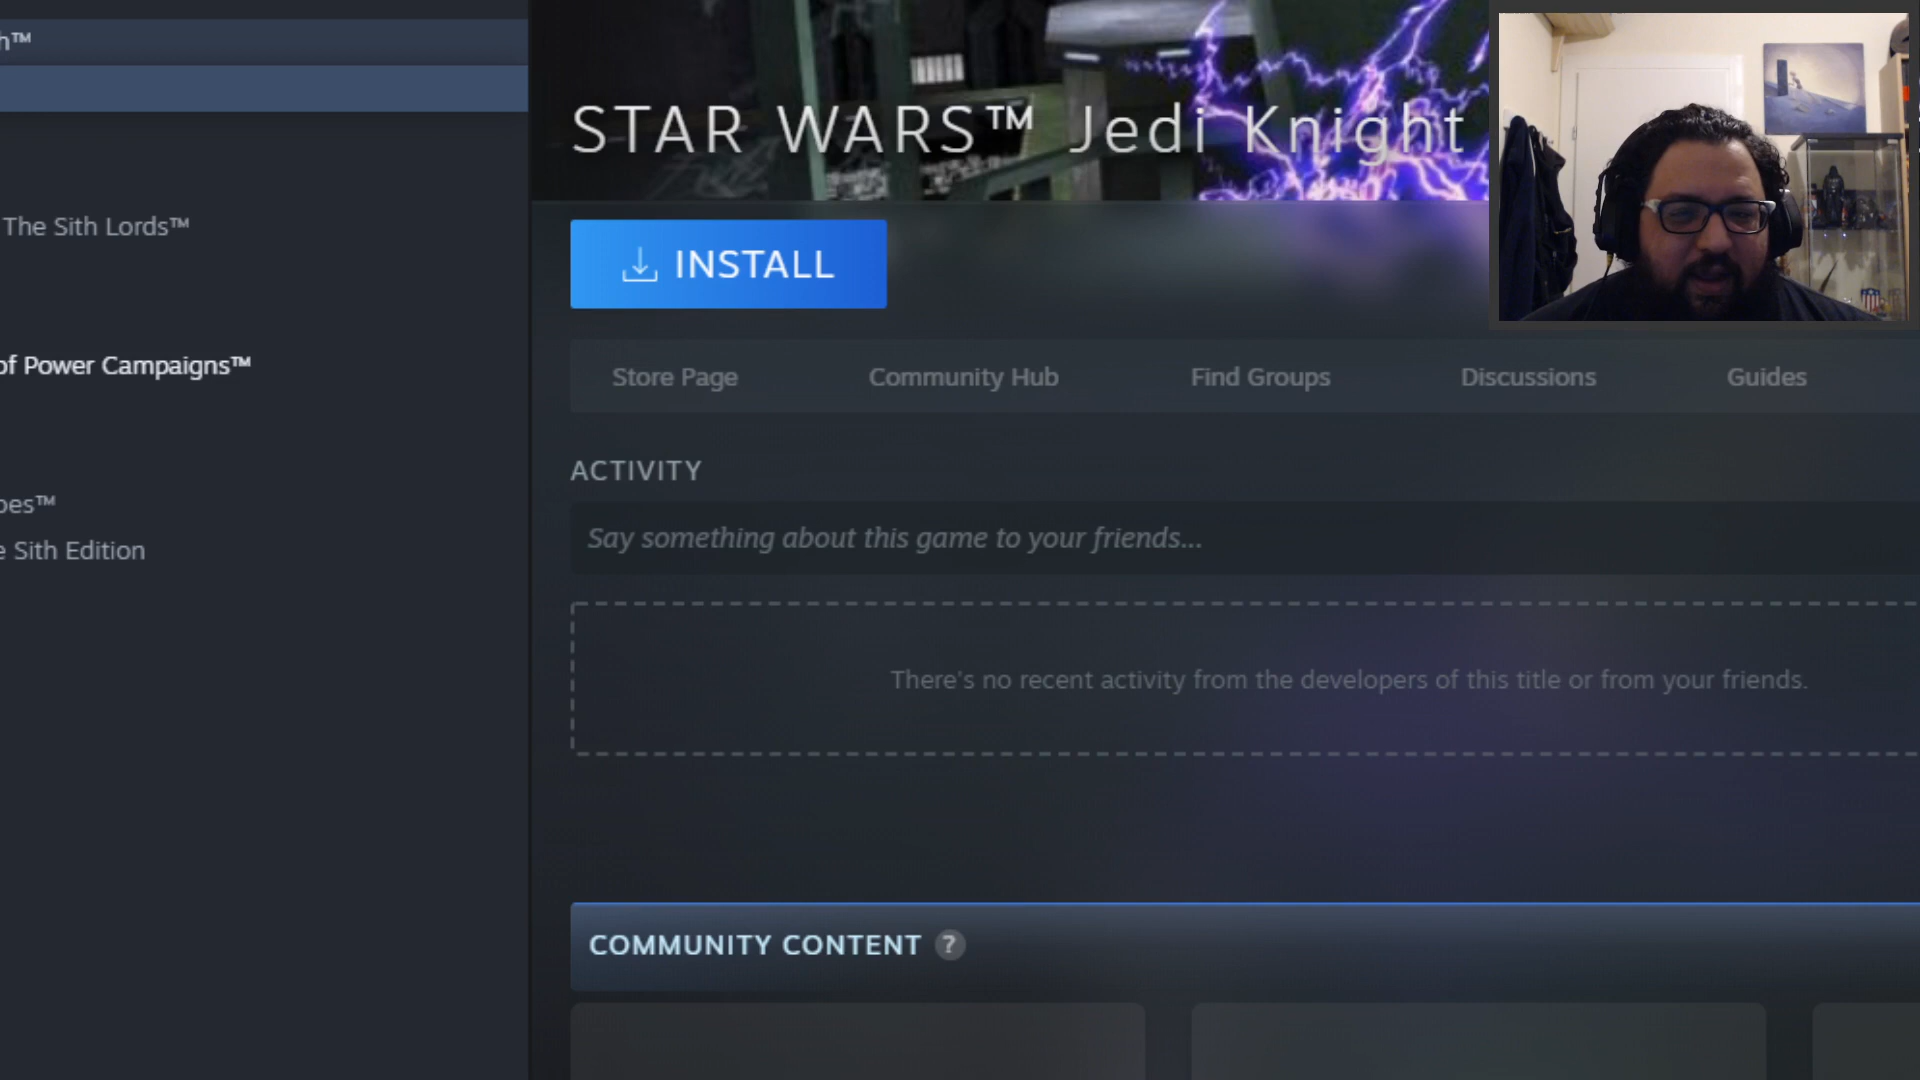 h™
The Sith Lords™
of Power Campaigns™
bes™
e Sith Edition
STAR WARS™ Jedi Knight
INSTALL
Store Page
Community Hub
Find Groups
Discussions
Guides
ACTIVITY
Say something about this game to your friends...
There's no recent activity from the developers of this title or from your friends.
COMMUNITY CONTENT ?